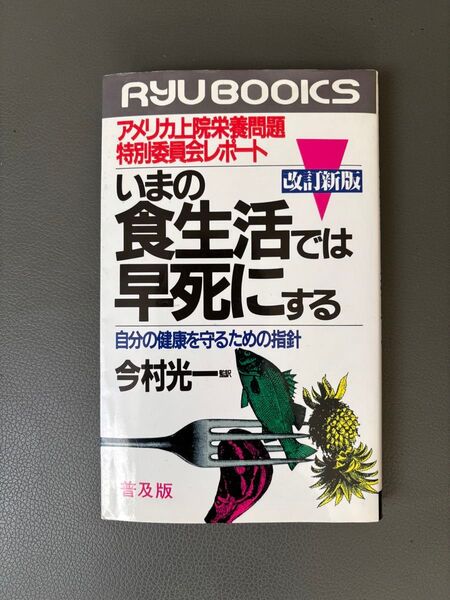 RYU BOOKS
アメリカ上院栄養問題
特別委員会レポート
改訂新版
いまの
食生活では
早死にする
自分の健康を守るための指針
今村光一監訳
普及版